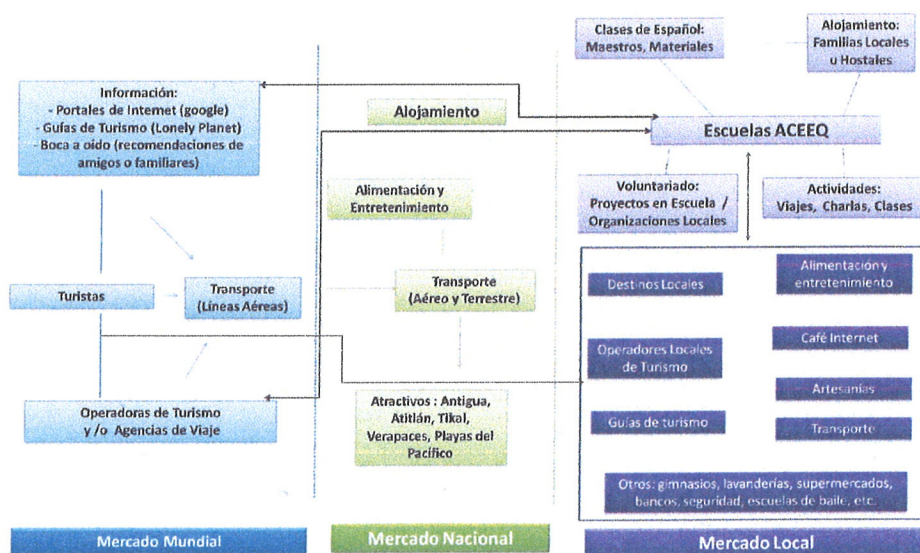 Información:
- Portales de Internet (google)
- Guías de Turismo (Lonely Planet)
- Boca a oído (recomendaciones de
amigos o familiares)
Turistas
Transporte
(Líneas Aéreas)
Operadoras de Turismo
y /o Agencias de Viaje
Mercado Mundial
Alojamiento
Alimentación y
Entretenimiento
Transporte
(Aéreo y Terrestre)
Atractivos : Antigua,
Atitlán, Tikal,
Verapaces, Playas del
Pacífico
Mercado Nacional
Clases de Español:
Maestros, Materiales
Alojamiento:
Familias Locales
u Hostales
Escuelas ACEEQ
Voluntariado:
Proyectos en Escuela /
Organizaciones Locales
Actividades:
Viajes, Charlas, Clases
Destinos Locales
Alimentación y
entretenimiento
Operadores Locales
de Turismo
Café Internet
Artesanías
Guías de turismo
Transporte
Otros: gimnasios, lavanderías, supermercados,
bancos, seguridad, escuelas de baile, etc.
Mercado Local